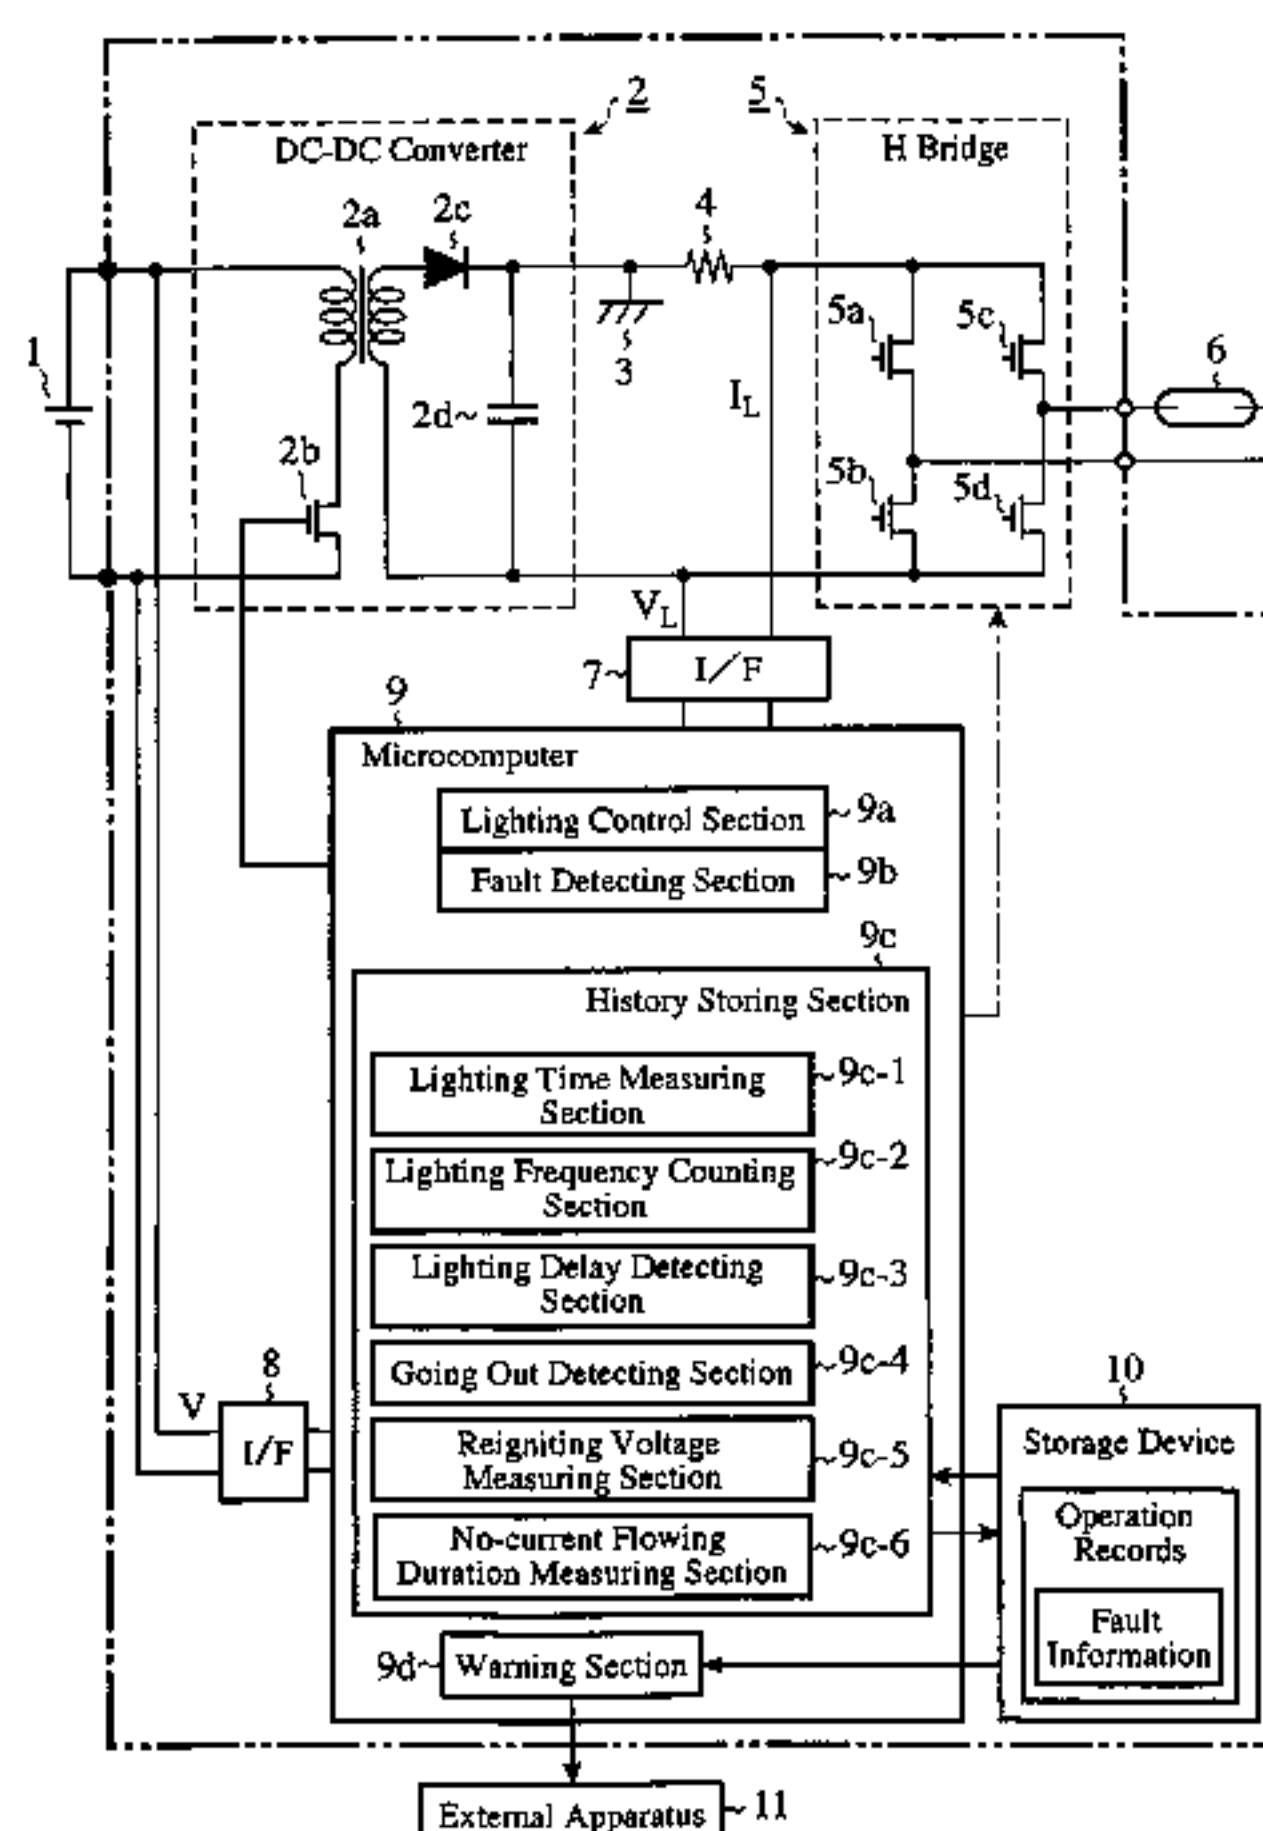 2
5
DC-DC Converter
H Bridge
2a
2c
4
5a
5c
1
3
6
2d
I_L
2b
5b
5d
V_L
7
I/F
9
Microcomputer
Lighting Control Section
9a
Fault Detecting Section
9b
9c
History Storing Section
Lighting Time Measuring
Section
9c-1
Lighting Frequency Counting
Section
9c-2
Lighting Delay Detecting
Section
9c-3
Going Out Detecting Section
9c-4
Reigniting Voltage
Measuring Section
9c-5
No-current Flowing
Duration Measuring Section
9c-6
8
V
I/F
10
Storage Device
Operation
Records
Fault
Information
9d
Warning Section
External Apparatus
11